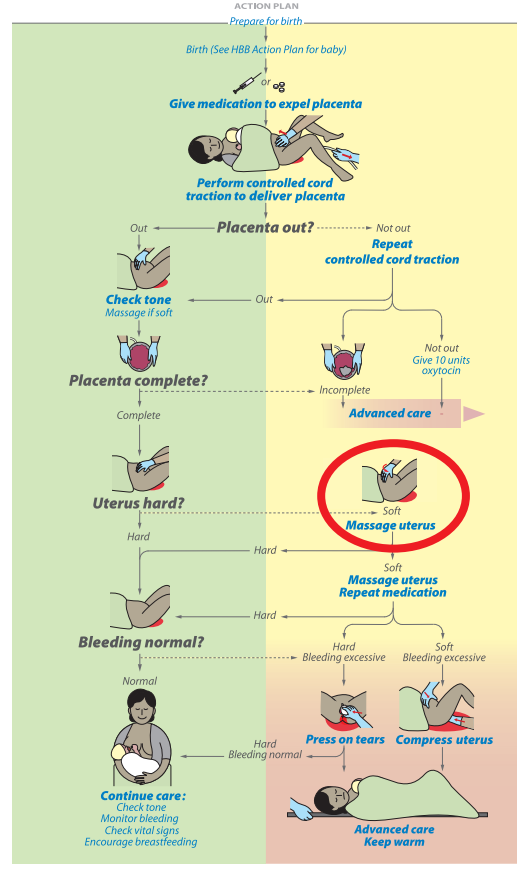 ACTION PLAN
Prepare for birth
Birth (See HBB Action Plan for baby)
or
Give medication to expel placenta
Perform controlled cord
traction to deliver placenta
Out
Placenta out?
Not out
Repeat
controlled cord traction
Out
Check tone
Massage if soft
Not out
Give 10 units
oxytocin
Placenta complete?
Incomplete
Complete
Advanced care
Uterus hard?
Soft
Massage uterus
Hard
Hard
Soft
Massage uterus
Repeat medication
Hard
Bleeding normal?
Hard
Bleeding excessive
Soft
Bleeding excessive
Normal
Press on tears
Compress uterus
Hard
Bleeding normal
Continue care:
Check tone
Monitor bleeding
Check vital signs
Encourage breastfeeding
Advanced care
Keep warm